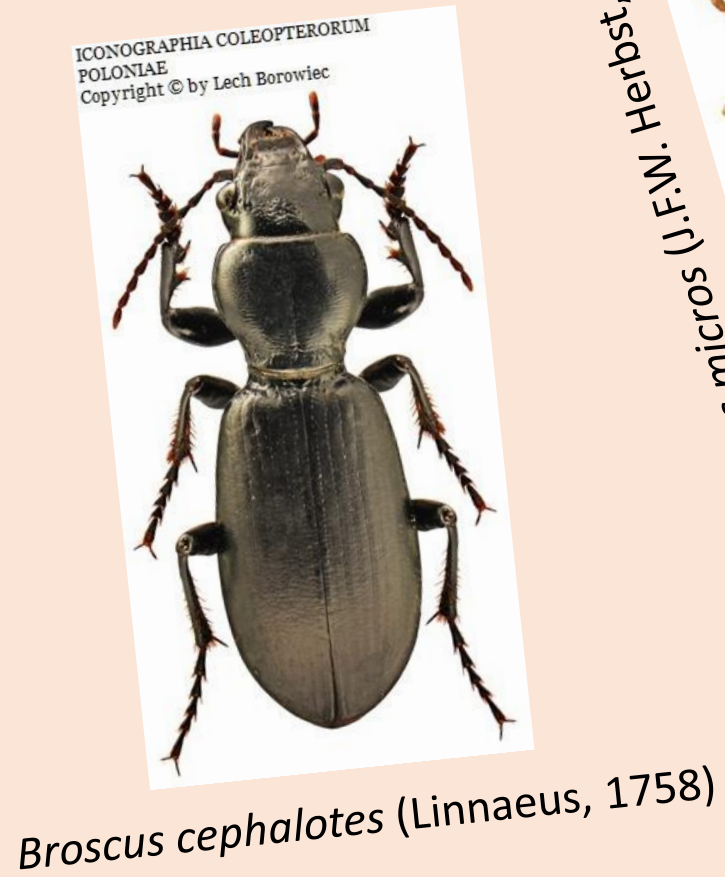 ICONOGRAPHIA COLEOPTERORUM
POLONIAE
Copyright © by Lech Borowiec
micros (J.F.W. Herbst,
Broscus cephalotes (Linnaeus, 1758)